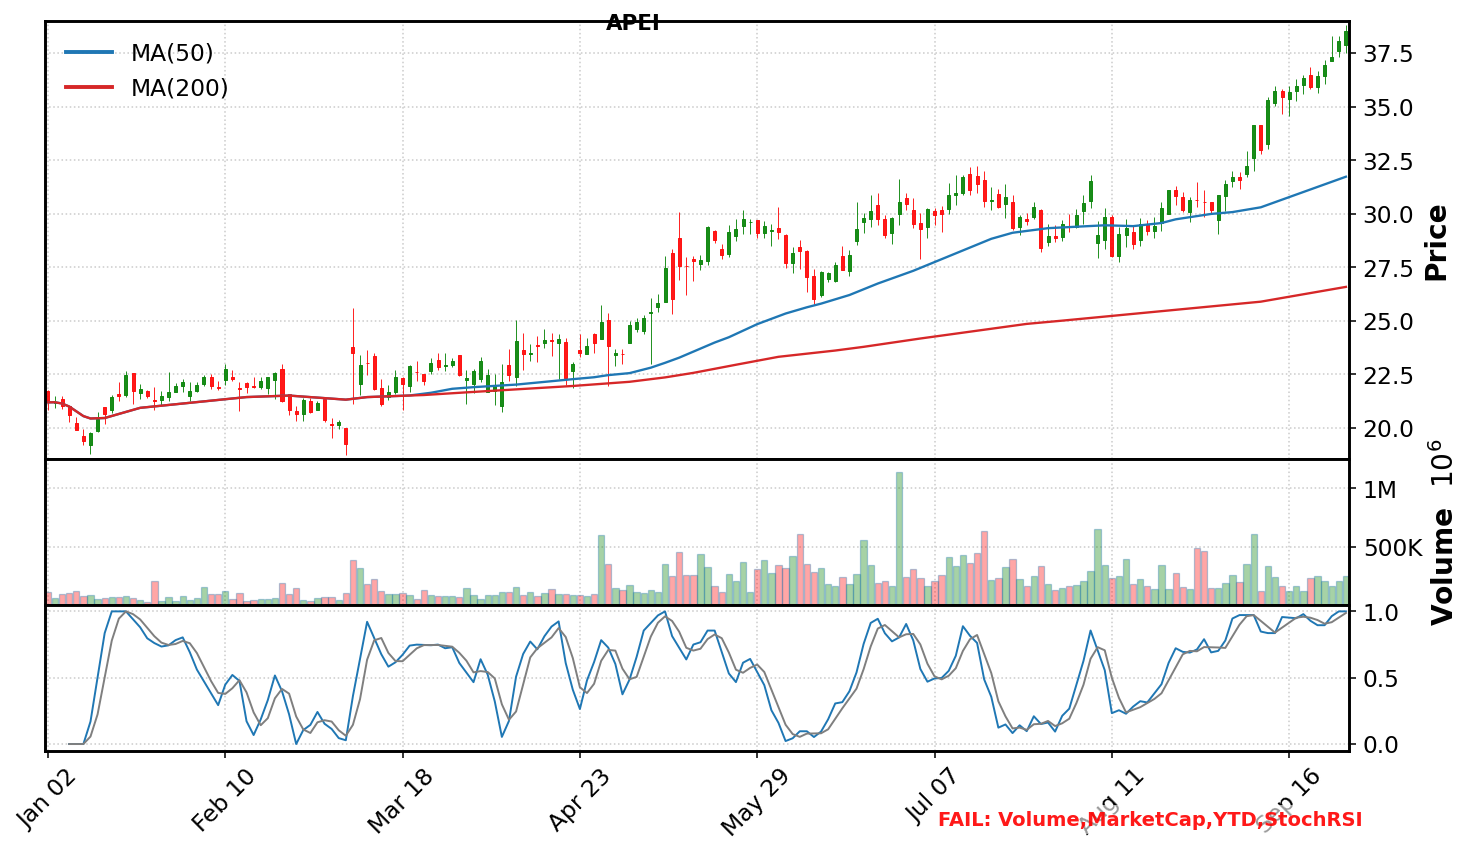 APEI
MA(50)
MA(200)
37.5
35.0
32.5
30.0
27.5
25.0
22.5
20.0
Price
1M
500K
Volume 10^6
1.0
0.5
0.0
Jan 02
Feb 10
Mar 18
Apr 23
May 29
Jul 07
Aug 11
Sep 16
FAIL: Volume,MarketCap,YTD,StochRSI